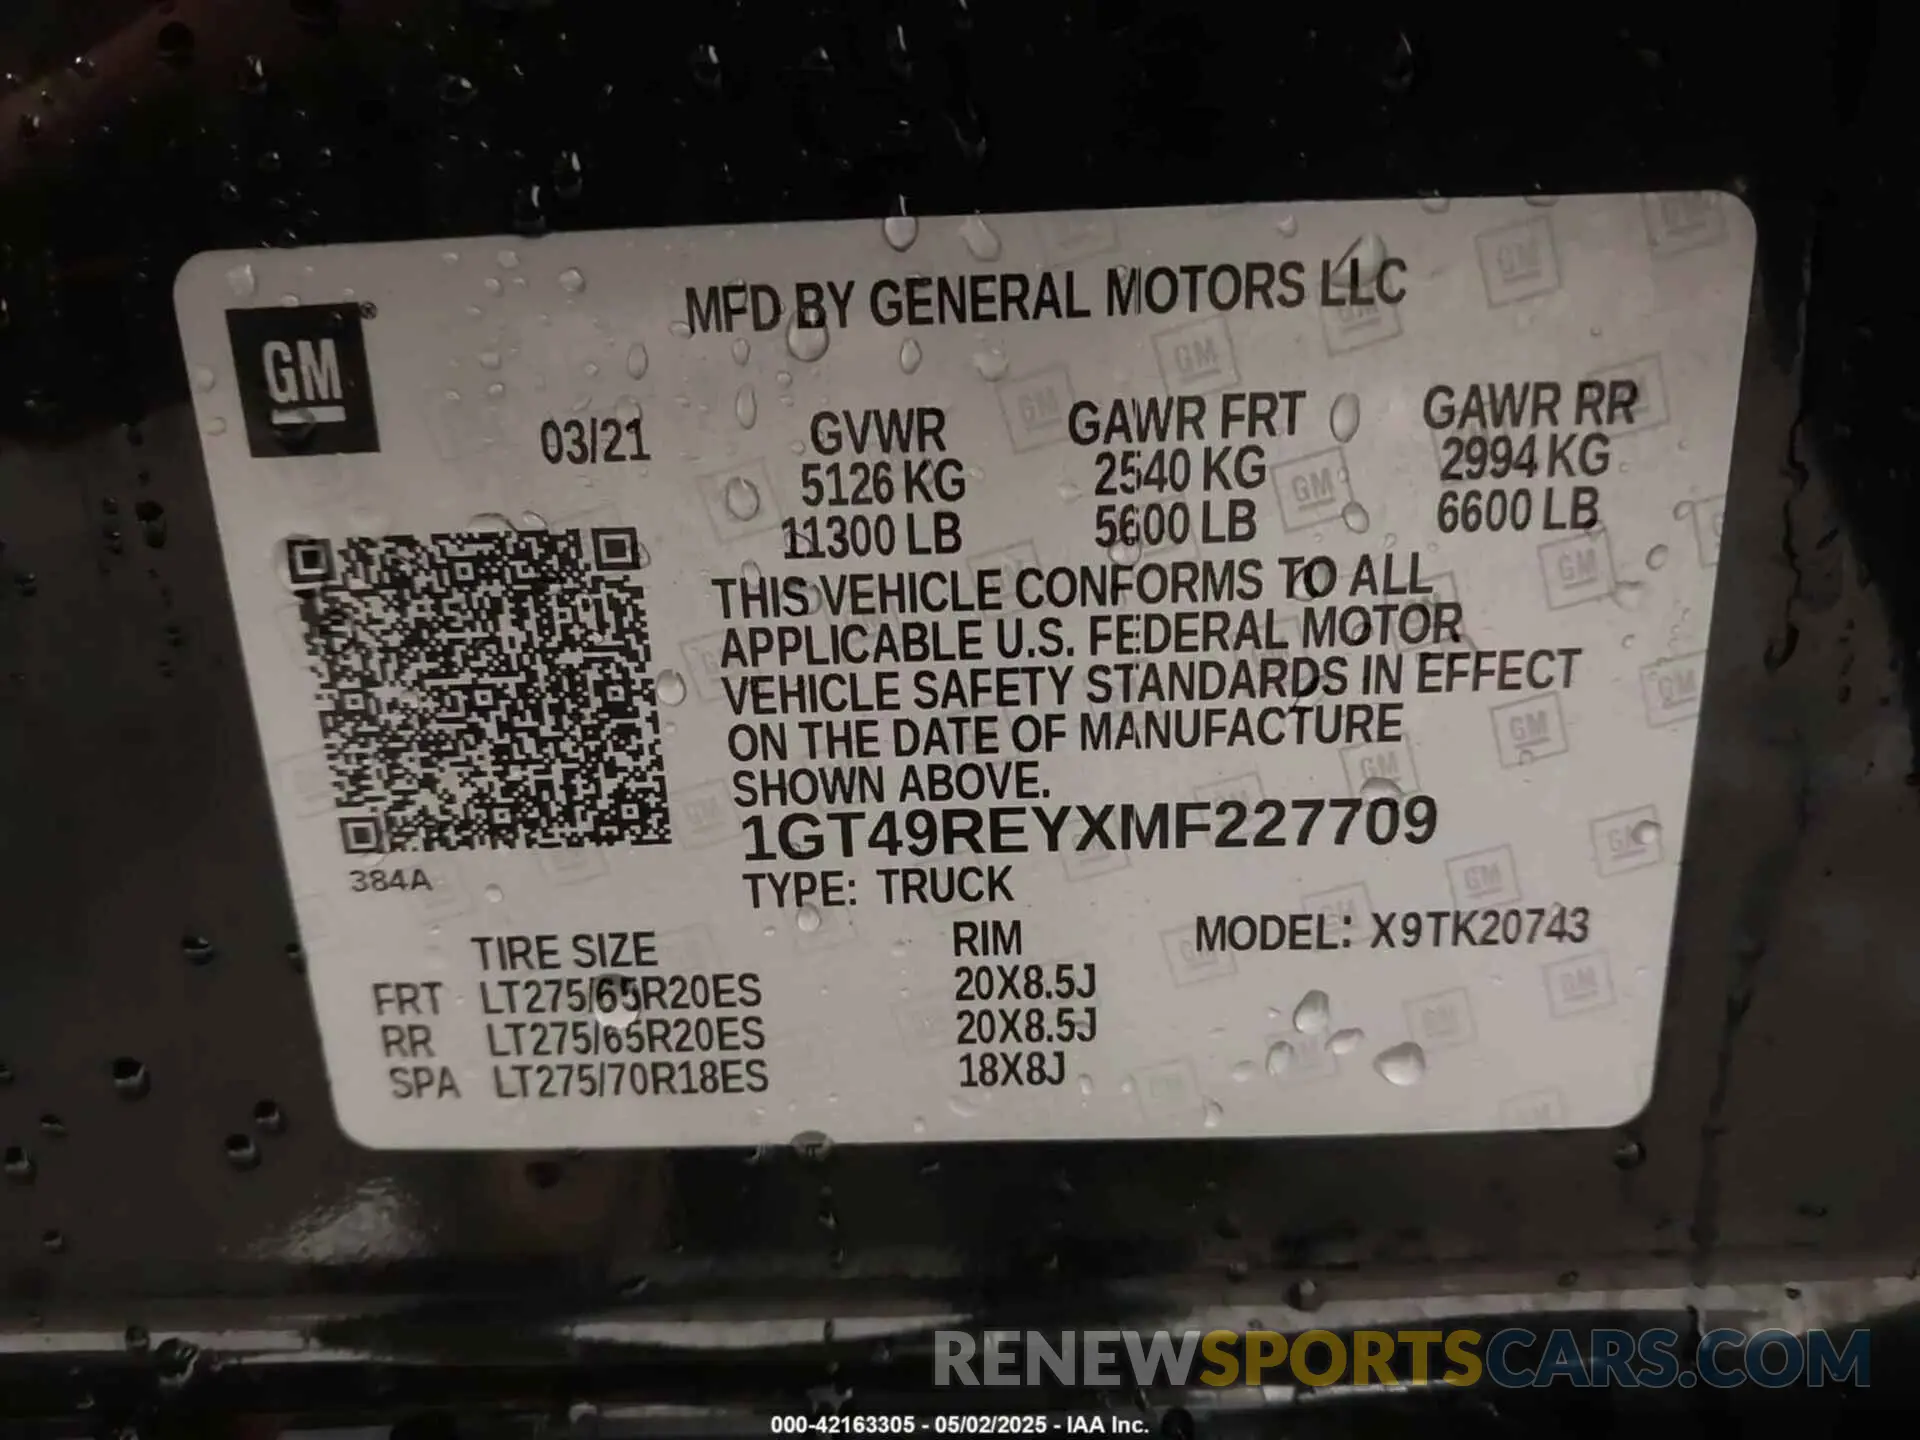 MFD BY GENERAL MOTORS LLC
GM®
03/21 GVWR GAWR FRT GAWR RR
5126 KG 2540 KG 2994 KG
11300 LB 5600 LB 6600 LB
THIS VEHICLE CONFORMS TO ALL
APPLICABLE U.S. FEDERAL MOTOR
VEHICLE SAFETY STANDARDS IN EFFECT
ON THE DATE OF MANUFACTURE
SHOWN ABOVE.
1GT49REYXMF227709
384A
TYPE: TRUCK
TIRE SIZE RIM MODEL: X9TK20743
FRT LT275/65R20ES 20X8.5J
RR LT275/65R20ES 20X8.5J
SPA LT275/70R18ES 18X8J
RENEWSPORTSCARS.COM
000-42163305 - 05/02/2025 - IAA Inc.